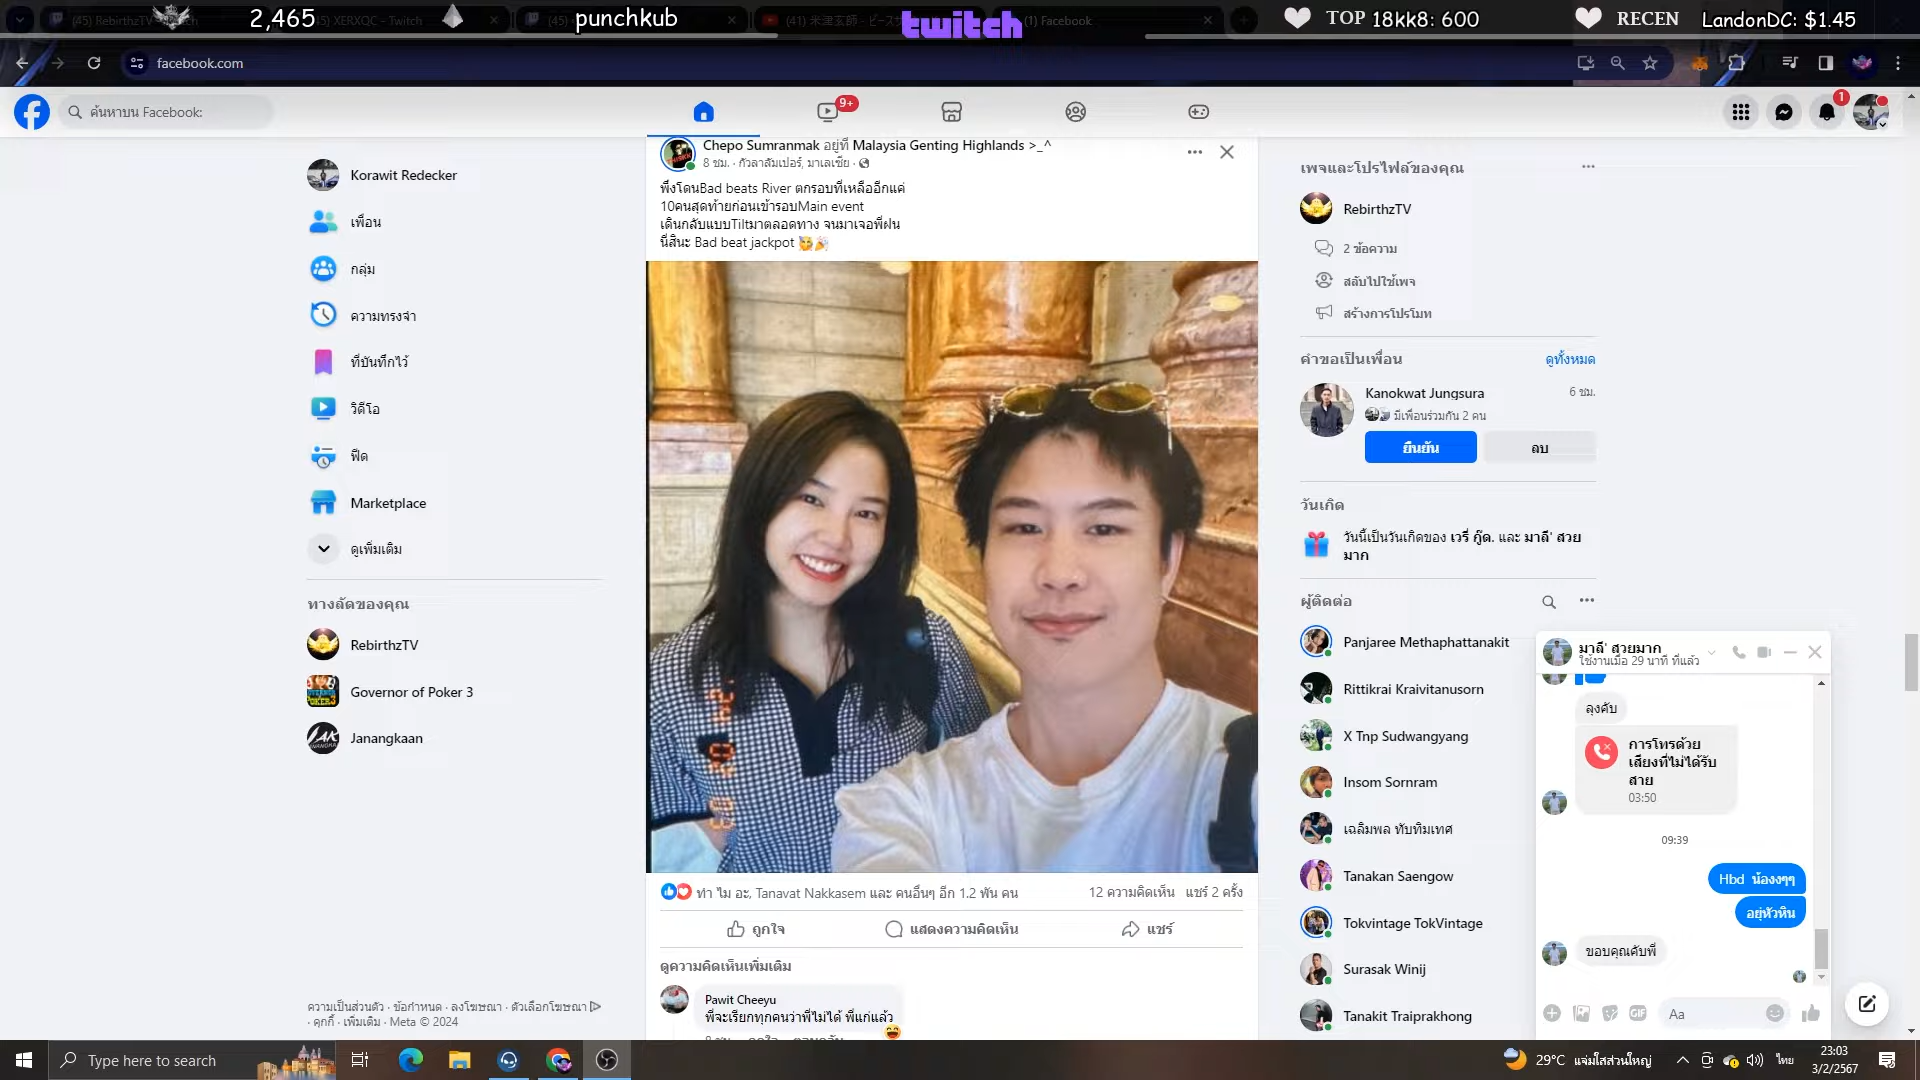 2,465
punchkub
twitch
TOP 18kk8: 600
RECEN LandonDC: $1.45
(45) RebirthzTV - Twitch
(45) XERXQC - Twitch
(45)
(1) Facebook
facebook.com
ค้นหาบน Facebook:
9+
1
Korawit Redecker
เพื่อน
กลุ่ม
ความทรงจำ
ที่บันทึกไว้
วิดีโอ
ฟีด
Marketplace
ดูเพิ่มเติม
ทางลัดของคุณ
RebirthzTV
Governor of Poker 3
Janangkaan
ความเป็นส่วนตัว · ข้อกำหนด · ลงโฆษณา · ตัวเลือกโฆษณา
· คุกกี้ · เพิ่มเติม · Meta © 2024
Chepo Sumranmak อยู่ที่ Malaysia Genting Highlands >_^
8 ชม. · กัวลาลัมเปอร์, มาเลเซีย ·
พึ่งโดนBad beats River ตกรอบที่เหลืออีกแค่
10คนสุดท้ายก่อนเข้ารอบMain event
เดินกลับแบบTiltมาตลอดทาง จนมาเจอพี่ฝน
นี่สินะ Bad beat jackpot 🥳🎉
ทำ ไม อะ, Tanavat Nakkasem และ คนอื่นๆ อีก 1.2 พัน คน
12 ความคิดเห็น แชร์ 2 ครั้ง
ถูกใจ
แสดงความคิดเห็น
แชร์
ดูความคิดเห็นเพิ่มเติม
Pawit Cheeyu
พี่จะเรียกทุกคนว่าพี่ไม่ได้ พี่แก่แล้ว
เพจและโปรไฟล์ของคุณ
RebirthzTV
2 ข้อความ
สลับไปใช้เพจ
สร้างการโปรโมท
คำขอเป็นเพื่อน
ดูทั้งหมด
Kanokwat Jungsura
6 ชม.
มีเพื่อนร่วมกัน 2 คน
ยืนยัน
ลบ
วันเกิด
วันนี้เป็นวันเกิดของ เวรี่ กู๊ด. และ มาลี' สวย
มาก
ผู้ติดต่อ
Panjaree Methaphattanakit
Rittikrai Kraivitanusorn
X Tnp Sudwangyang
Insom Sornram
เฉลิมพล ทับทิมเทศ
Tanakan Saengow
Tokvintage TokVintage
Surasak Winij
Tanakit Traiprakhong
มาลี' สวยมาก
ใช้งานเมื่อ 29 นาที ที่แล้ว
ลุงคับ
การโทรด้วย
เสียงที่ไม่ได้รับ
สาย
03:50
09:39
Hbd น้องงๆๆ
อยู่หัวหิน
ขอบคุณคับพี่
GIF
Aa
Type here to search
29°C แจ่มใสส่วนใหญ่
ไทย
23:03
3/2/2567